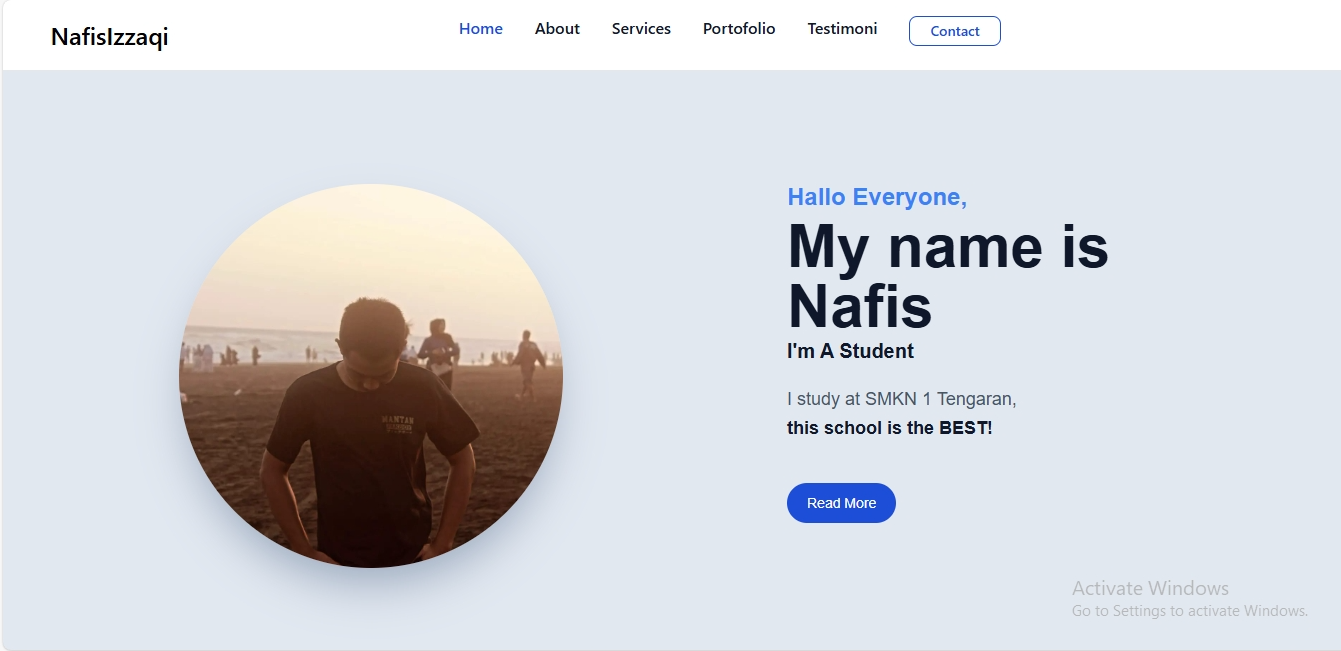 NafisIzzaqi
Home About Services Portofolio Testimoni Contact
Hallo Everyone,
My name is
Nafis
I'm A Student
I study at SMKN 1 Tengaran,
this school is the BEST!
Read More
MANTAN
Activate Windows
Go to Settings to activate Windows.